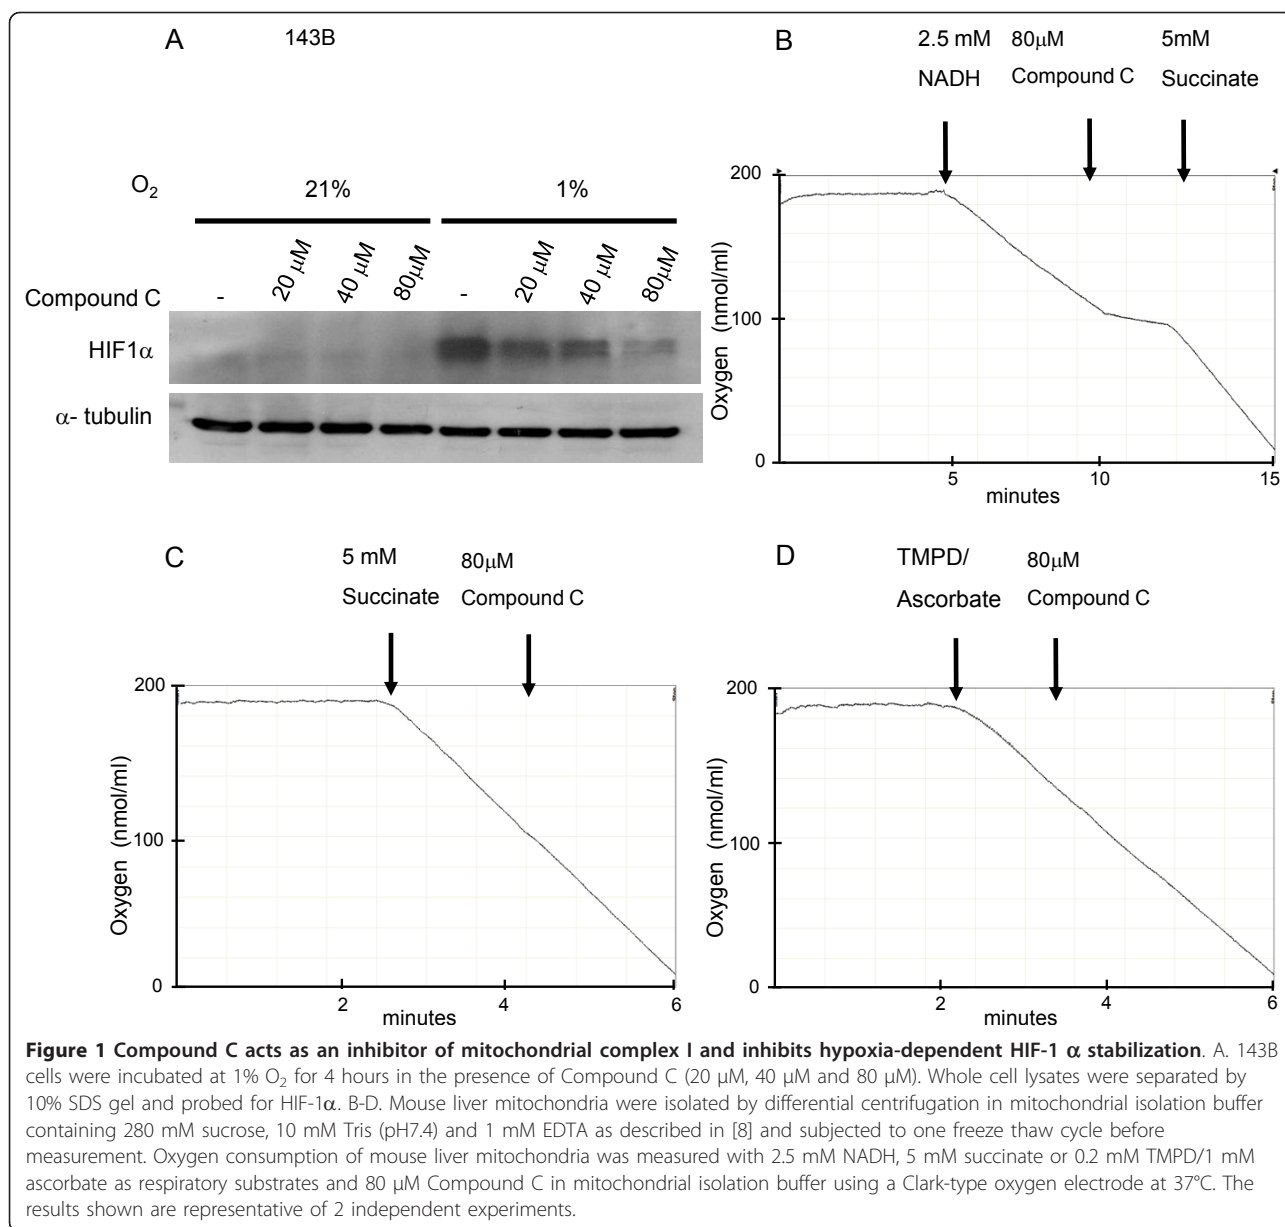 A
143B
O2
21%
1%
Compound C
-
20 μM
40 μM
80μM
-
20 μM
40 μM
80μM
HIF1α
α- tubulin
B
2.5 mM
NADH
80μM
Compound C
5mM
Succinate
Oxygen (nmol/ml)
200
100
0
5
10
15
minutes
C
5 mM
Succinate
80μM
Compound C
Oxygen (nmol/ml)
200
100
0
2
4
6
minutes
D
TMPD/
Ascorbate
80μM
Compound C
Oxygen (nmol/ml)
200
100
0
2
4
6
minutes
Figure 1 Compound C acts as an inhibitor of mitochondrial complex I and inhibits hypoxia-dependent HIF-1 α stabilization. A. 143B
cells were incubated at 1% O2 for 4 hours in the presence of Compound C (20 μM, 40 μM and 80 μM). Whole cell lysates were separated by
10% SDS gel and probed for HIF-1α. B-D. Mouse liver mitochondria were isolated by differential centrifugation in mitochondrial isolation buffer
containing 280 mM sucrose, 10 mM Tris (pH7.4) and 1 mM EDTA as described in [8] and subjected to one freeze thaw cycle before
measurement. Oxygen consumption of mouse liver mitochondria was measured with 2.5 mM NADH, 5 mM succinate or 0.2 mM TMPD/1 mM
ascorbate as respiratory substrates and 80 μM Compound C in mitochondrial isolation buffer using a Clark-type oxygen electrode at 37°C. The
results shown are representative of 2 independent experiments.